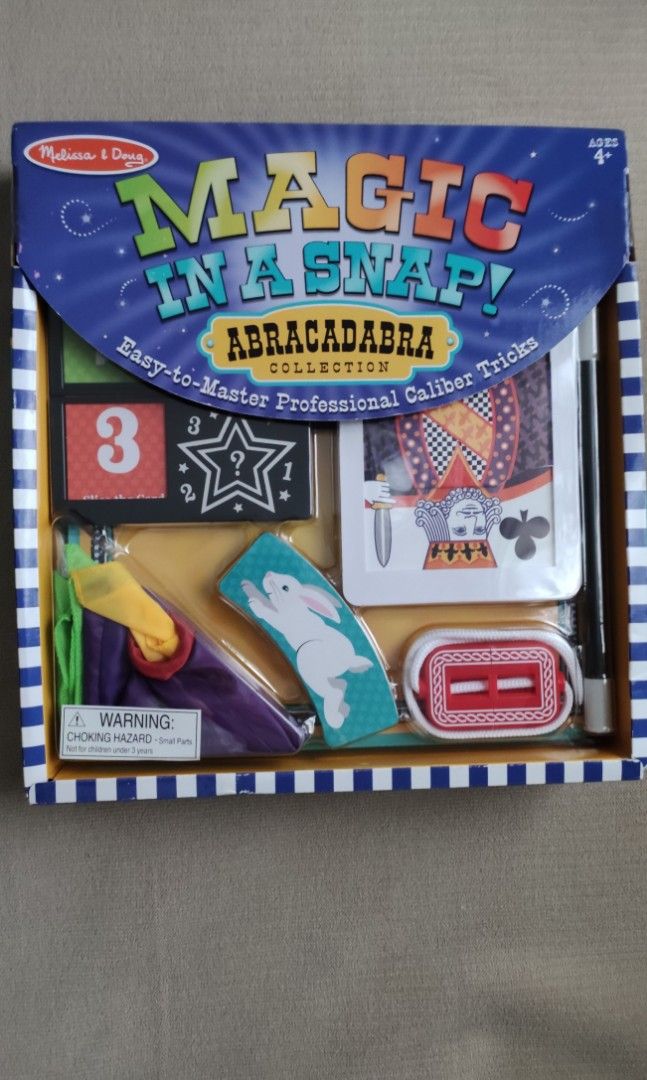 Melissa & Doug
AGES
4+
MAGIC
IN A SNAP!
ABRACADABRA
COLLECTION
Easy-to-Master Professional Caliber Tricks
3
3
?
2
1
WARNING:
CHOKING HAZARD - Small Parts
Not for children under 3 years